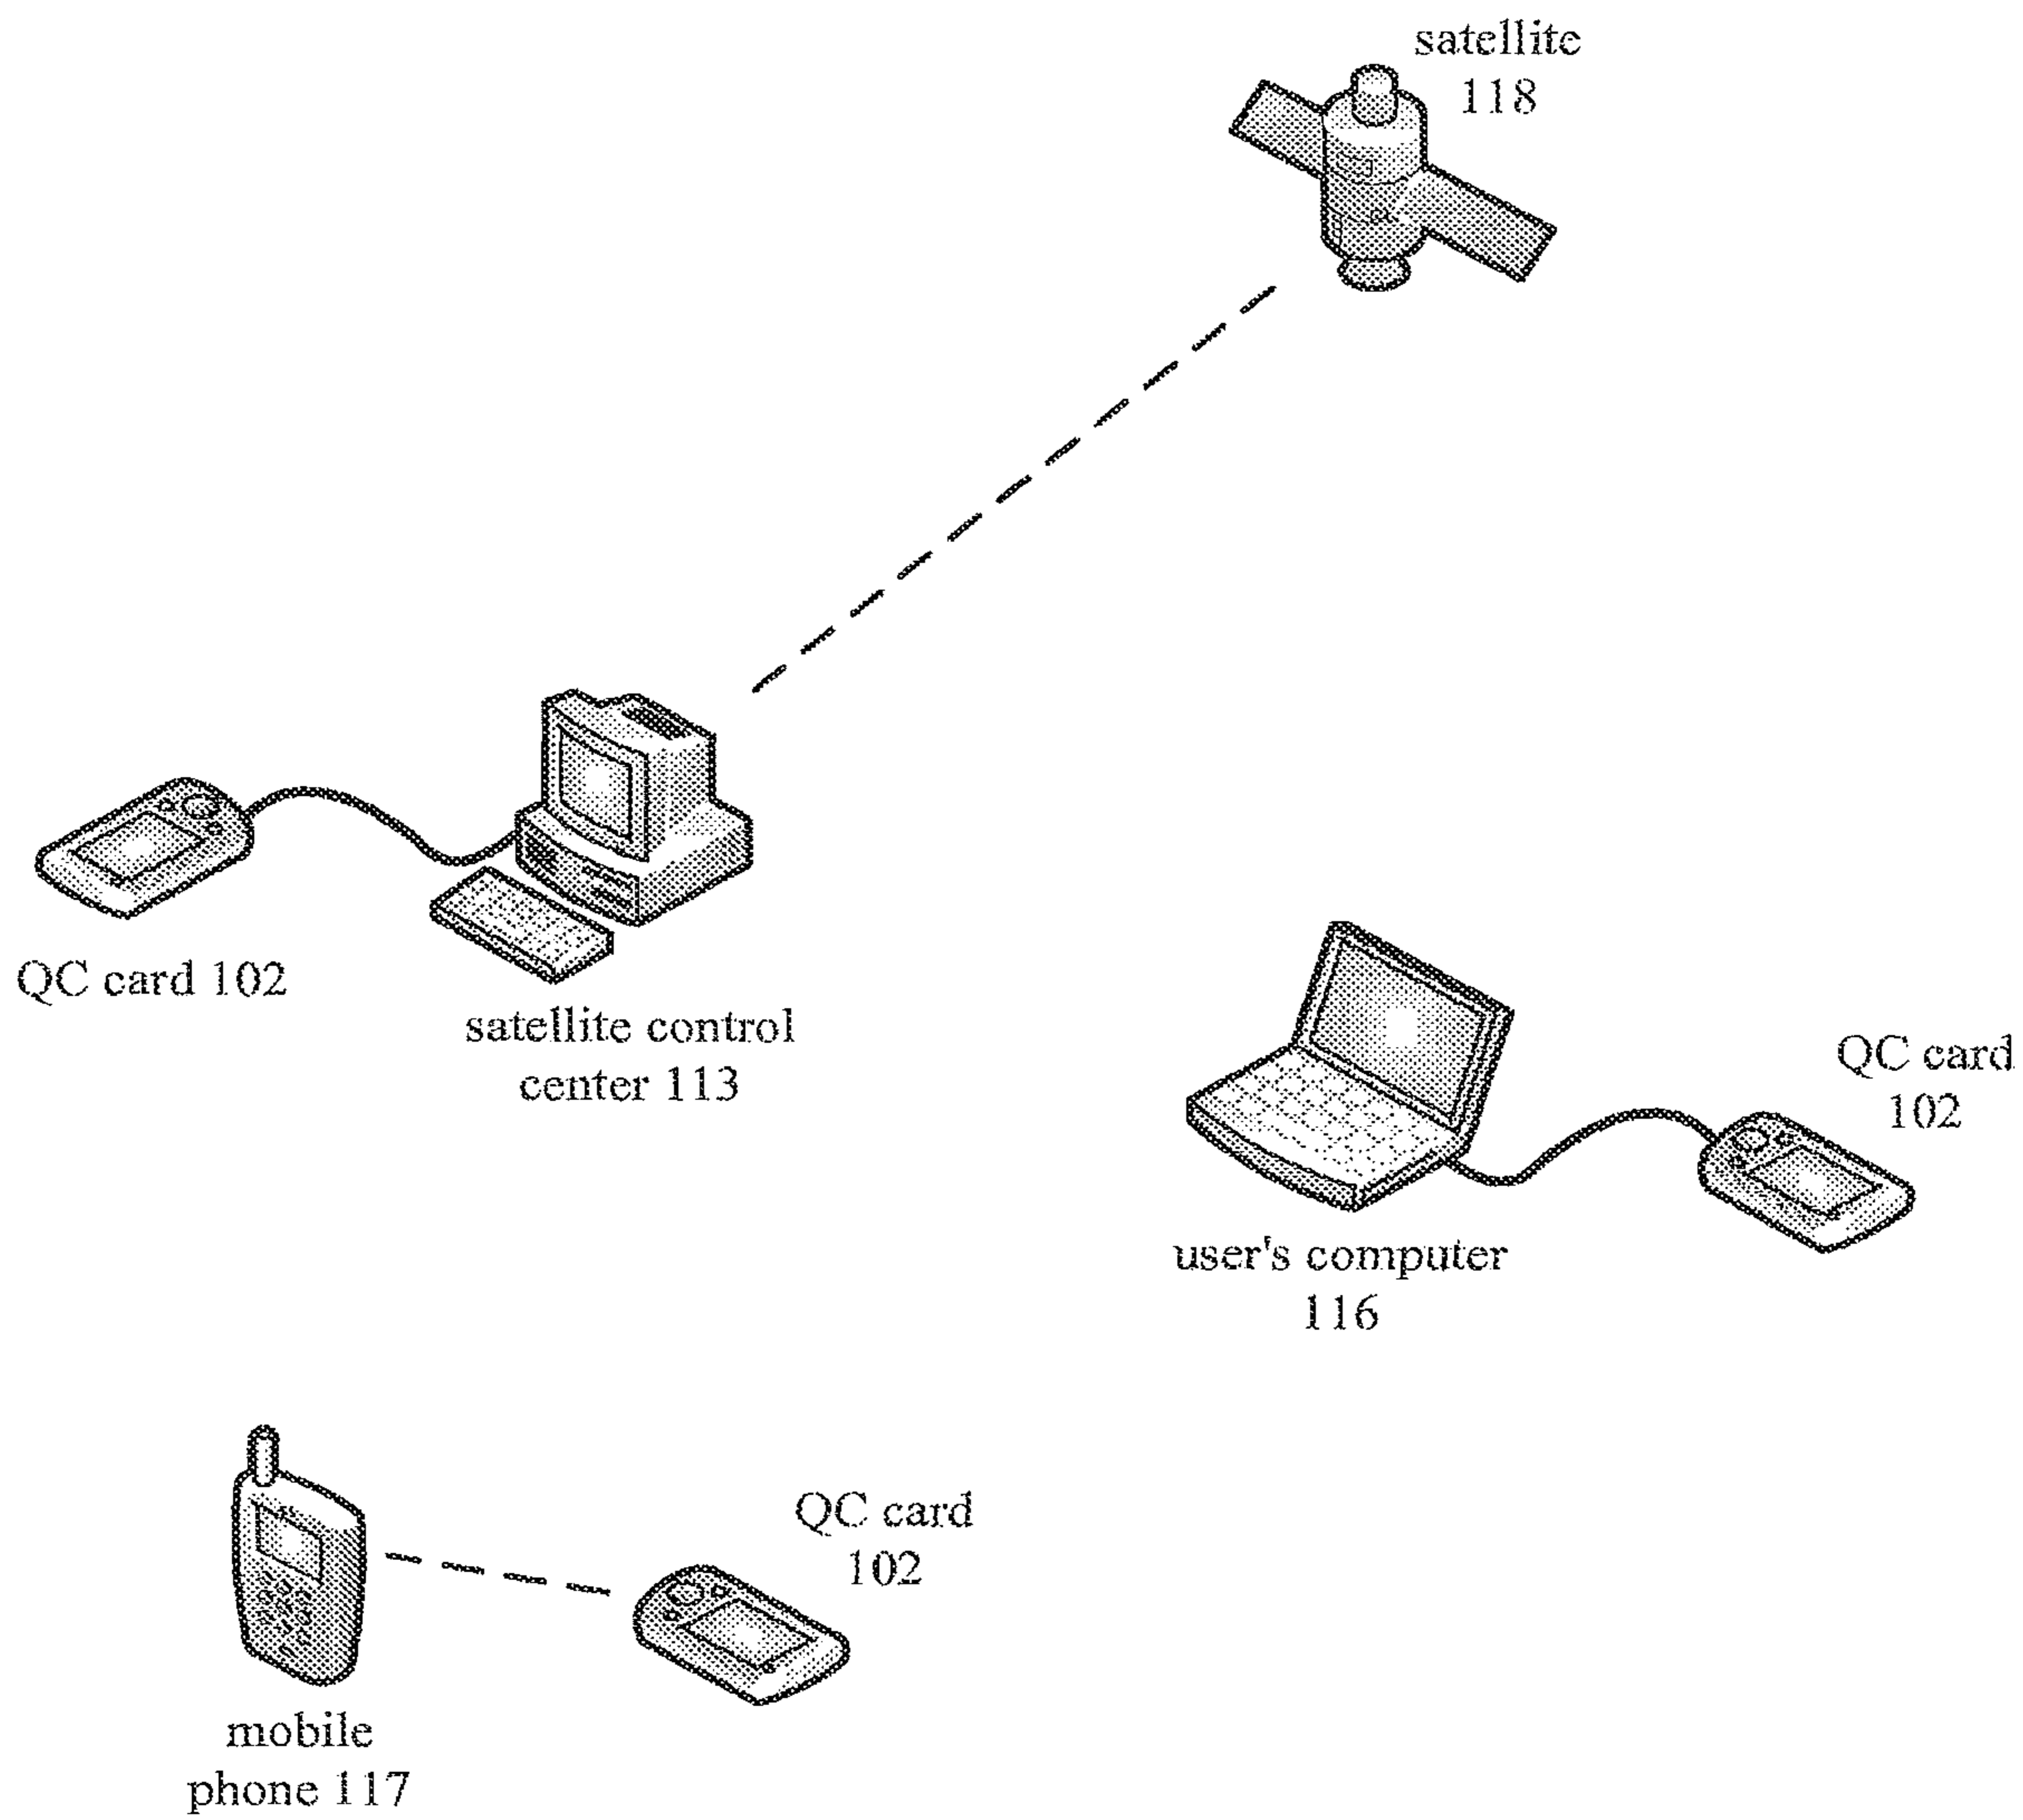 satellite
118
QC card 102
satellite control
center 113
QC card
102
user's computer
116
QC card
102
mobile
phone 117